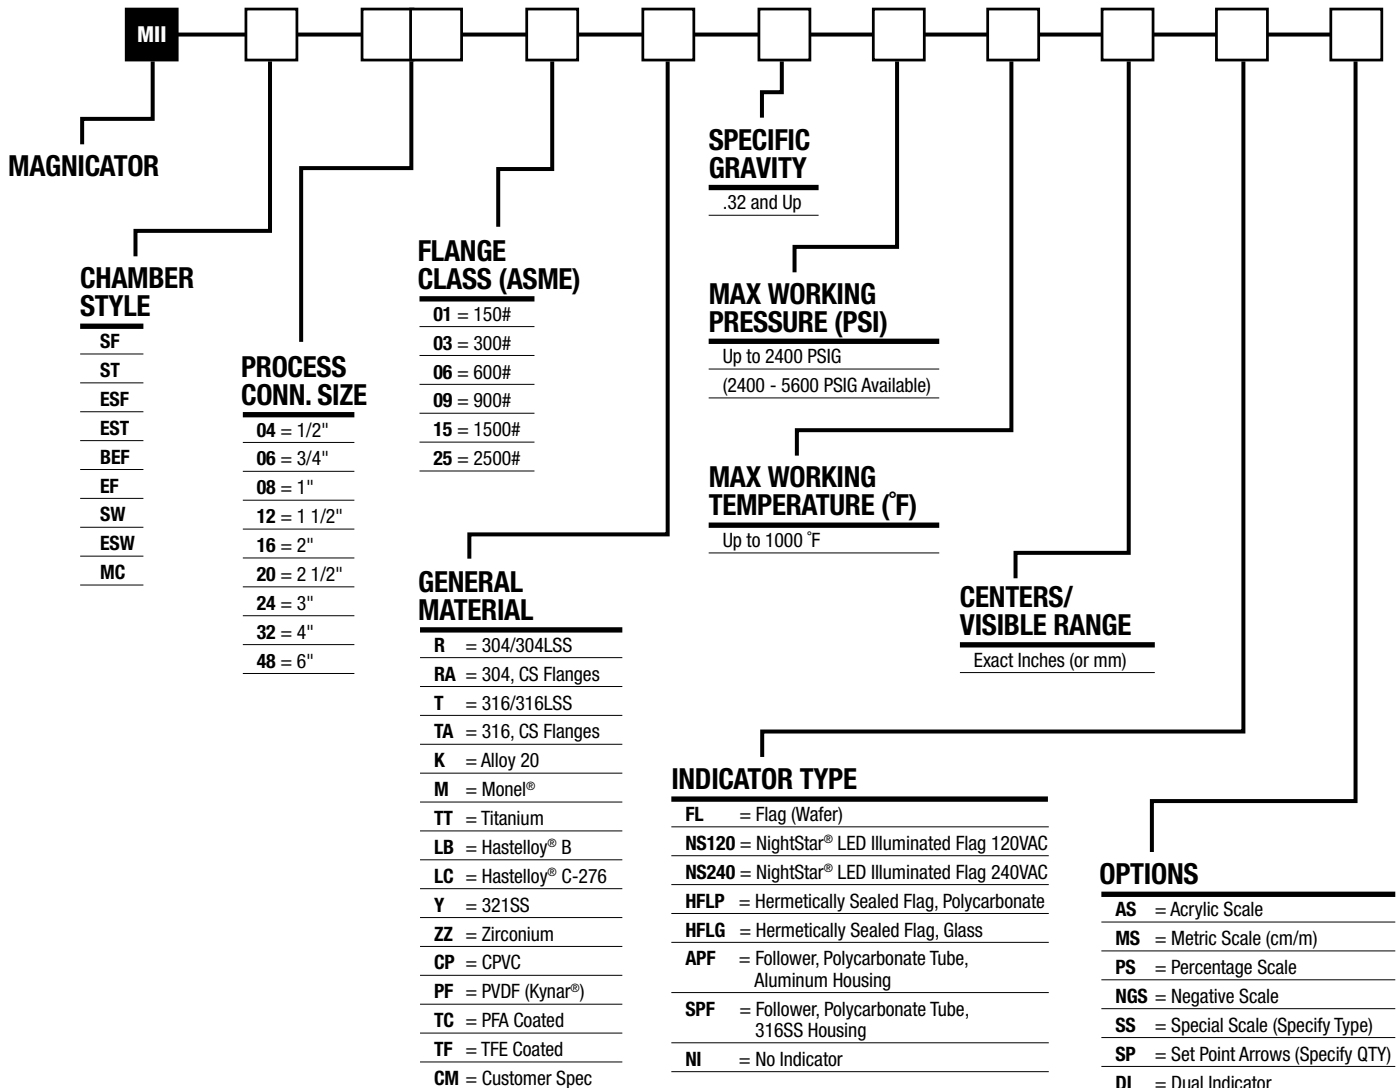 MII
MAGNICATOR
CHAMBER
STYLE
SF
ST
ESF
EST
BEF
EF
SW
ESW
MC
PROCESS
CONN. SIZE
04 = 1/2"
06 = 3/4"
08 = 1"
12 = 1 1/2"
16 = 2"
20 = 2 1/2"
24 = 3"
32 = 4"
48 = 6"
FLANGE
CLASS (ASME)
01 = 150#
03 = 300#
06 = 600#
09 = 900#
15 = 1500#
25 = 2500#
GENERAL
MATERIAL
R = 304/304LSS
RA = 304, CS Flanges
T = 316/316LSS
TA = 316, CS Flanges
K = Alloy 20
M = Monel®
TT = Titanium
LB = Hastelloy® B
LC = Hastelloy® C-276
Y = 321SS
ZZ = Zirconium
CP = CPVC
PF = PVDF (Kynar®)
TC = PFA Coated
TF = TFE Coated
CM = Customer Spec
SPECIFIC
GRAVITY
.32 and Up
MAX WORKING
PRESSURE (PSI)
Up to 2400 PSIG
(2400 - 5600 PSIG Available)
MAX WORKING
TEMPERATURE (˚F)
Up to 1000 ˚F
CENTERS/
VISIBLE RANGE
Exact Inches (or mm)
INDICATOR TYPE
FL = Flag (Wafer)
NS120 = NightStar® LED Illuminated Flag 120VAC
NS240 = NightStar® LED Illuminated Flag 240VAC
HFLP = Hermetically Sealed Flag, Polycarbonate
HFLG = Hermetically Sealed Flag, Glass
APF = Follower, Polycarbonate Tube,
Aluminum Housing
SPF = Follower, Polycarbonate Tube,
316SS Housing
NI = No Indicator
OPTIONS
AS = Acrylic Scale
MS = Metric Scale (cm/m)
PS = Percentage Scale
NGS = Negative Scale
SS = Special Scale (Specify Type)
SP = Set Point Arrows (Specify QTY)
DI = Dual Indicator